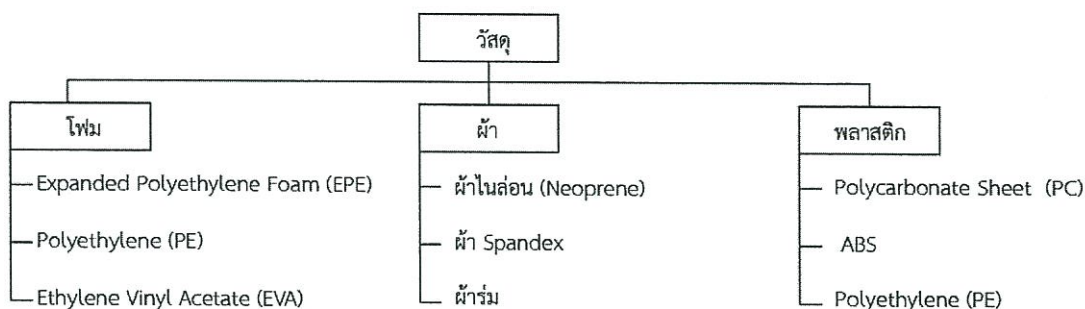 วัสดุ
โฟม
ผ้า
พลาสติก
Expanded Polyethylene Foam (EPE)
ผ้าไนล่อน (Neoprene)
Polycarbonate Sheet (PC)
Polyethylene (PE)
ผ้า Spandex
ABS
Ethylene Vinyl Acetate (EVA)
ผ้าร่ม
Polyethylene (PE)